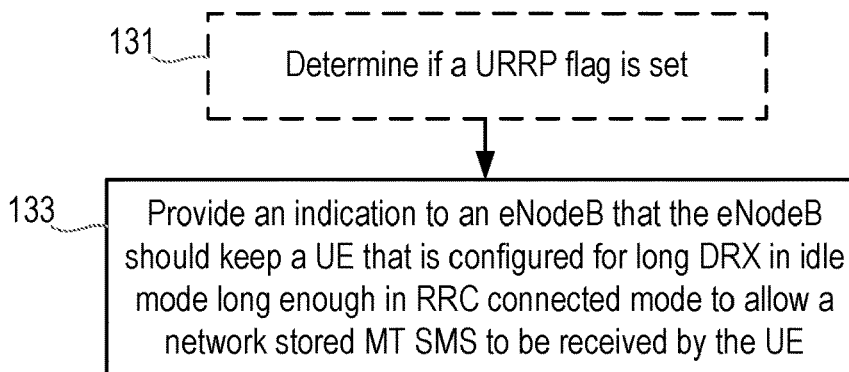 131
Determine if a URRP flag is set
133
Provide an indication to an eNodeB that the eNodeB
should keep a UE that is configured for long DRX in idle
mode long enough in RRC connected mode to allow a
network stored MT SMS to be received by the UE